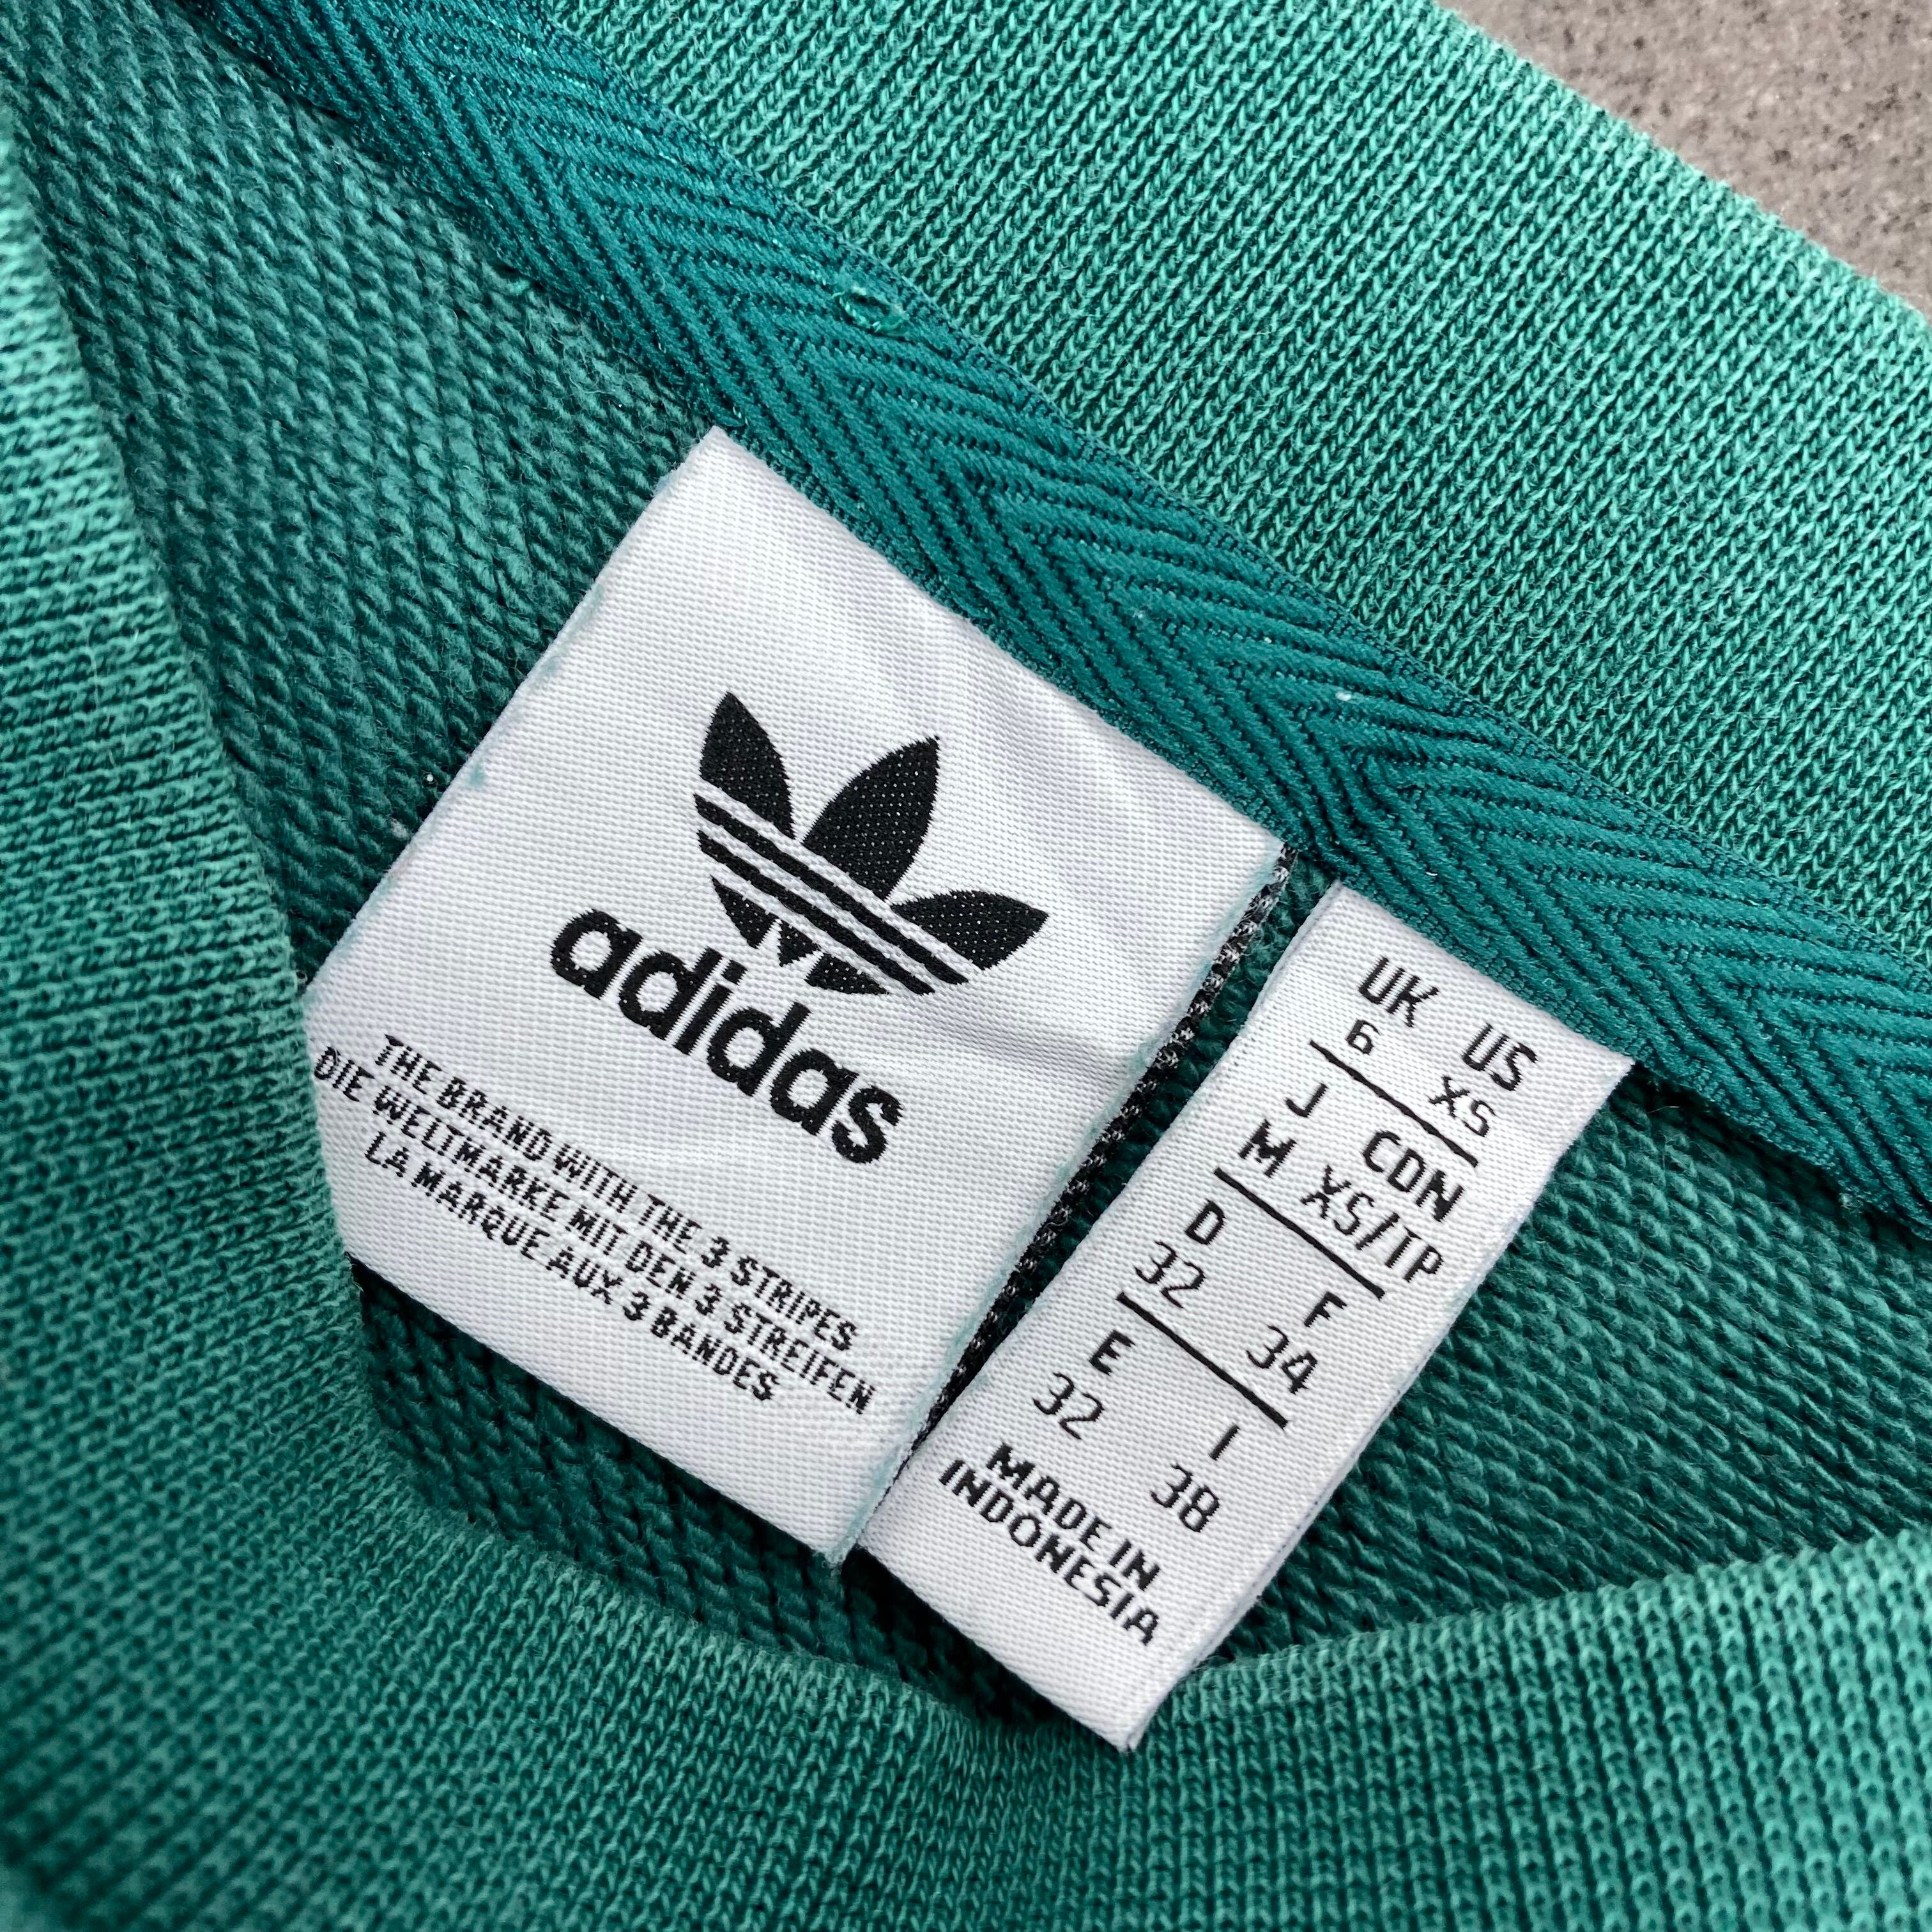 adidas
THE BRAND WITH THE 3 STRIPES
DIE WELTMARKE MIT DEN 3 STREIFEN
LA MARQUE AUX 3 BANDES
UK US
6 XS
J CDN
M XS/TP
D F
32 34
E I
32 38
MADE IN
INDONESIA